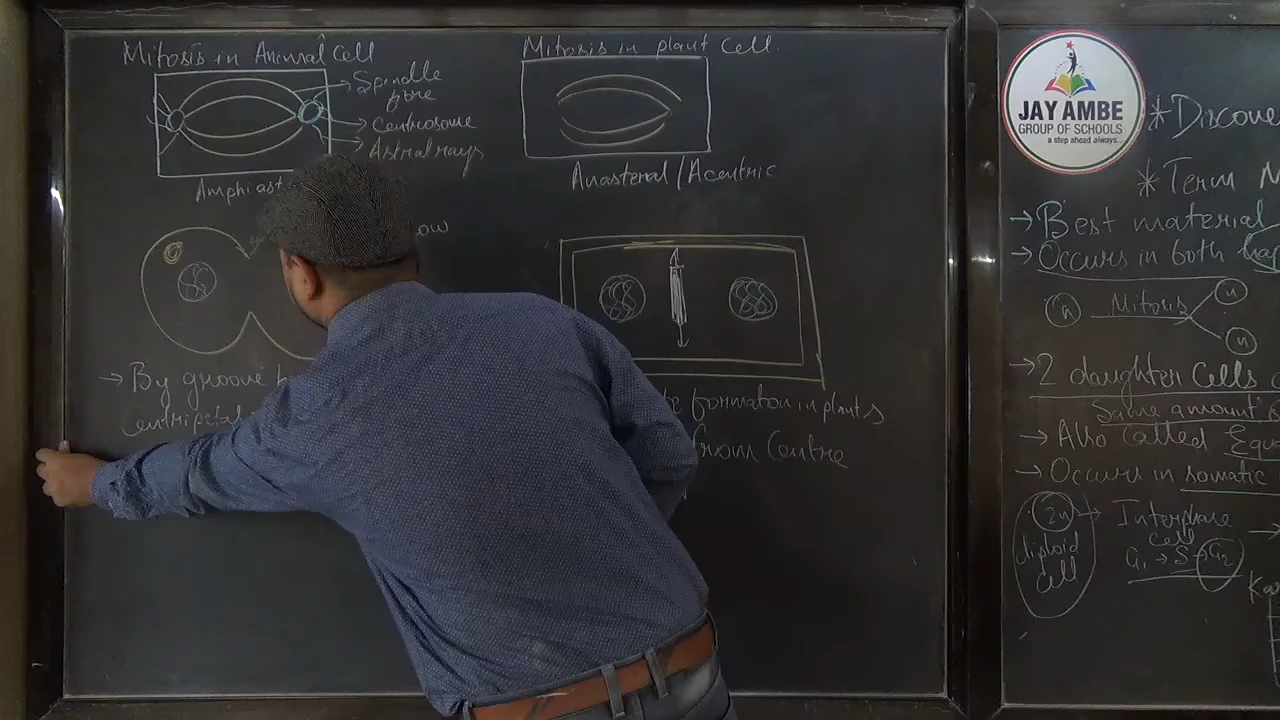 Mitosis in Animal Cell
Spindle
fibre
Centrosome
Astral rays
Amphiast
ow
→ By groove
Centripetal
Mitosis in plant Cell.
Anasteral / Acentric
formation in plants
from Centre
JAY AMBE
GROUP OF SCHOOLS
a step ahead always...
* Discove
* Term
→ Best material
→ Occurs in both hap
n Mitosis n
n
→ 2 daughter Cells
Same amount
→ Also Called Equa
→ Occurs in somatic
2n → Interphase
diploid
cell
cell
G₁ → S → G₂